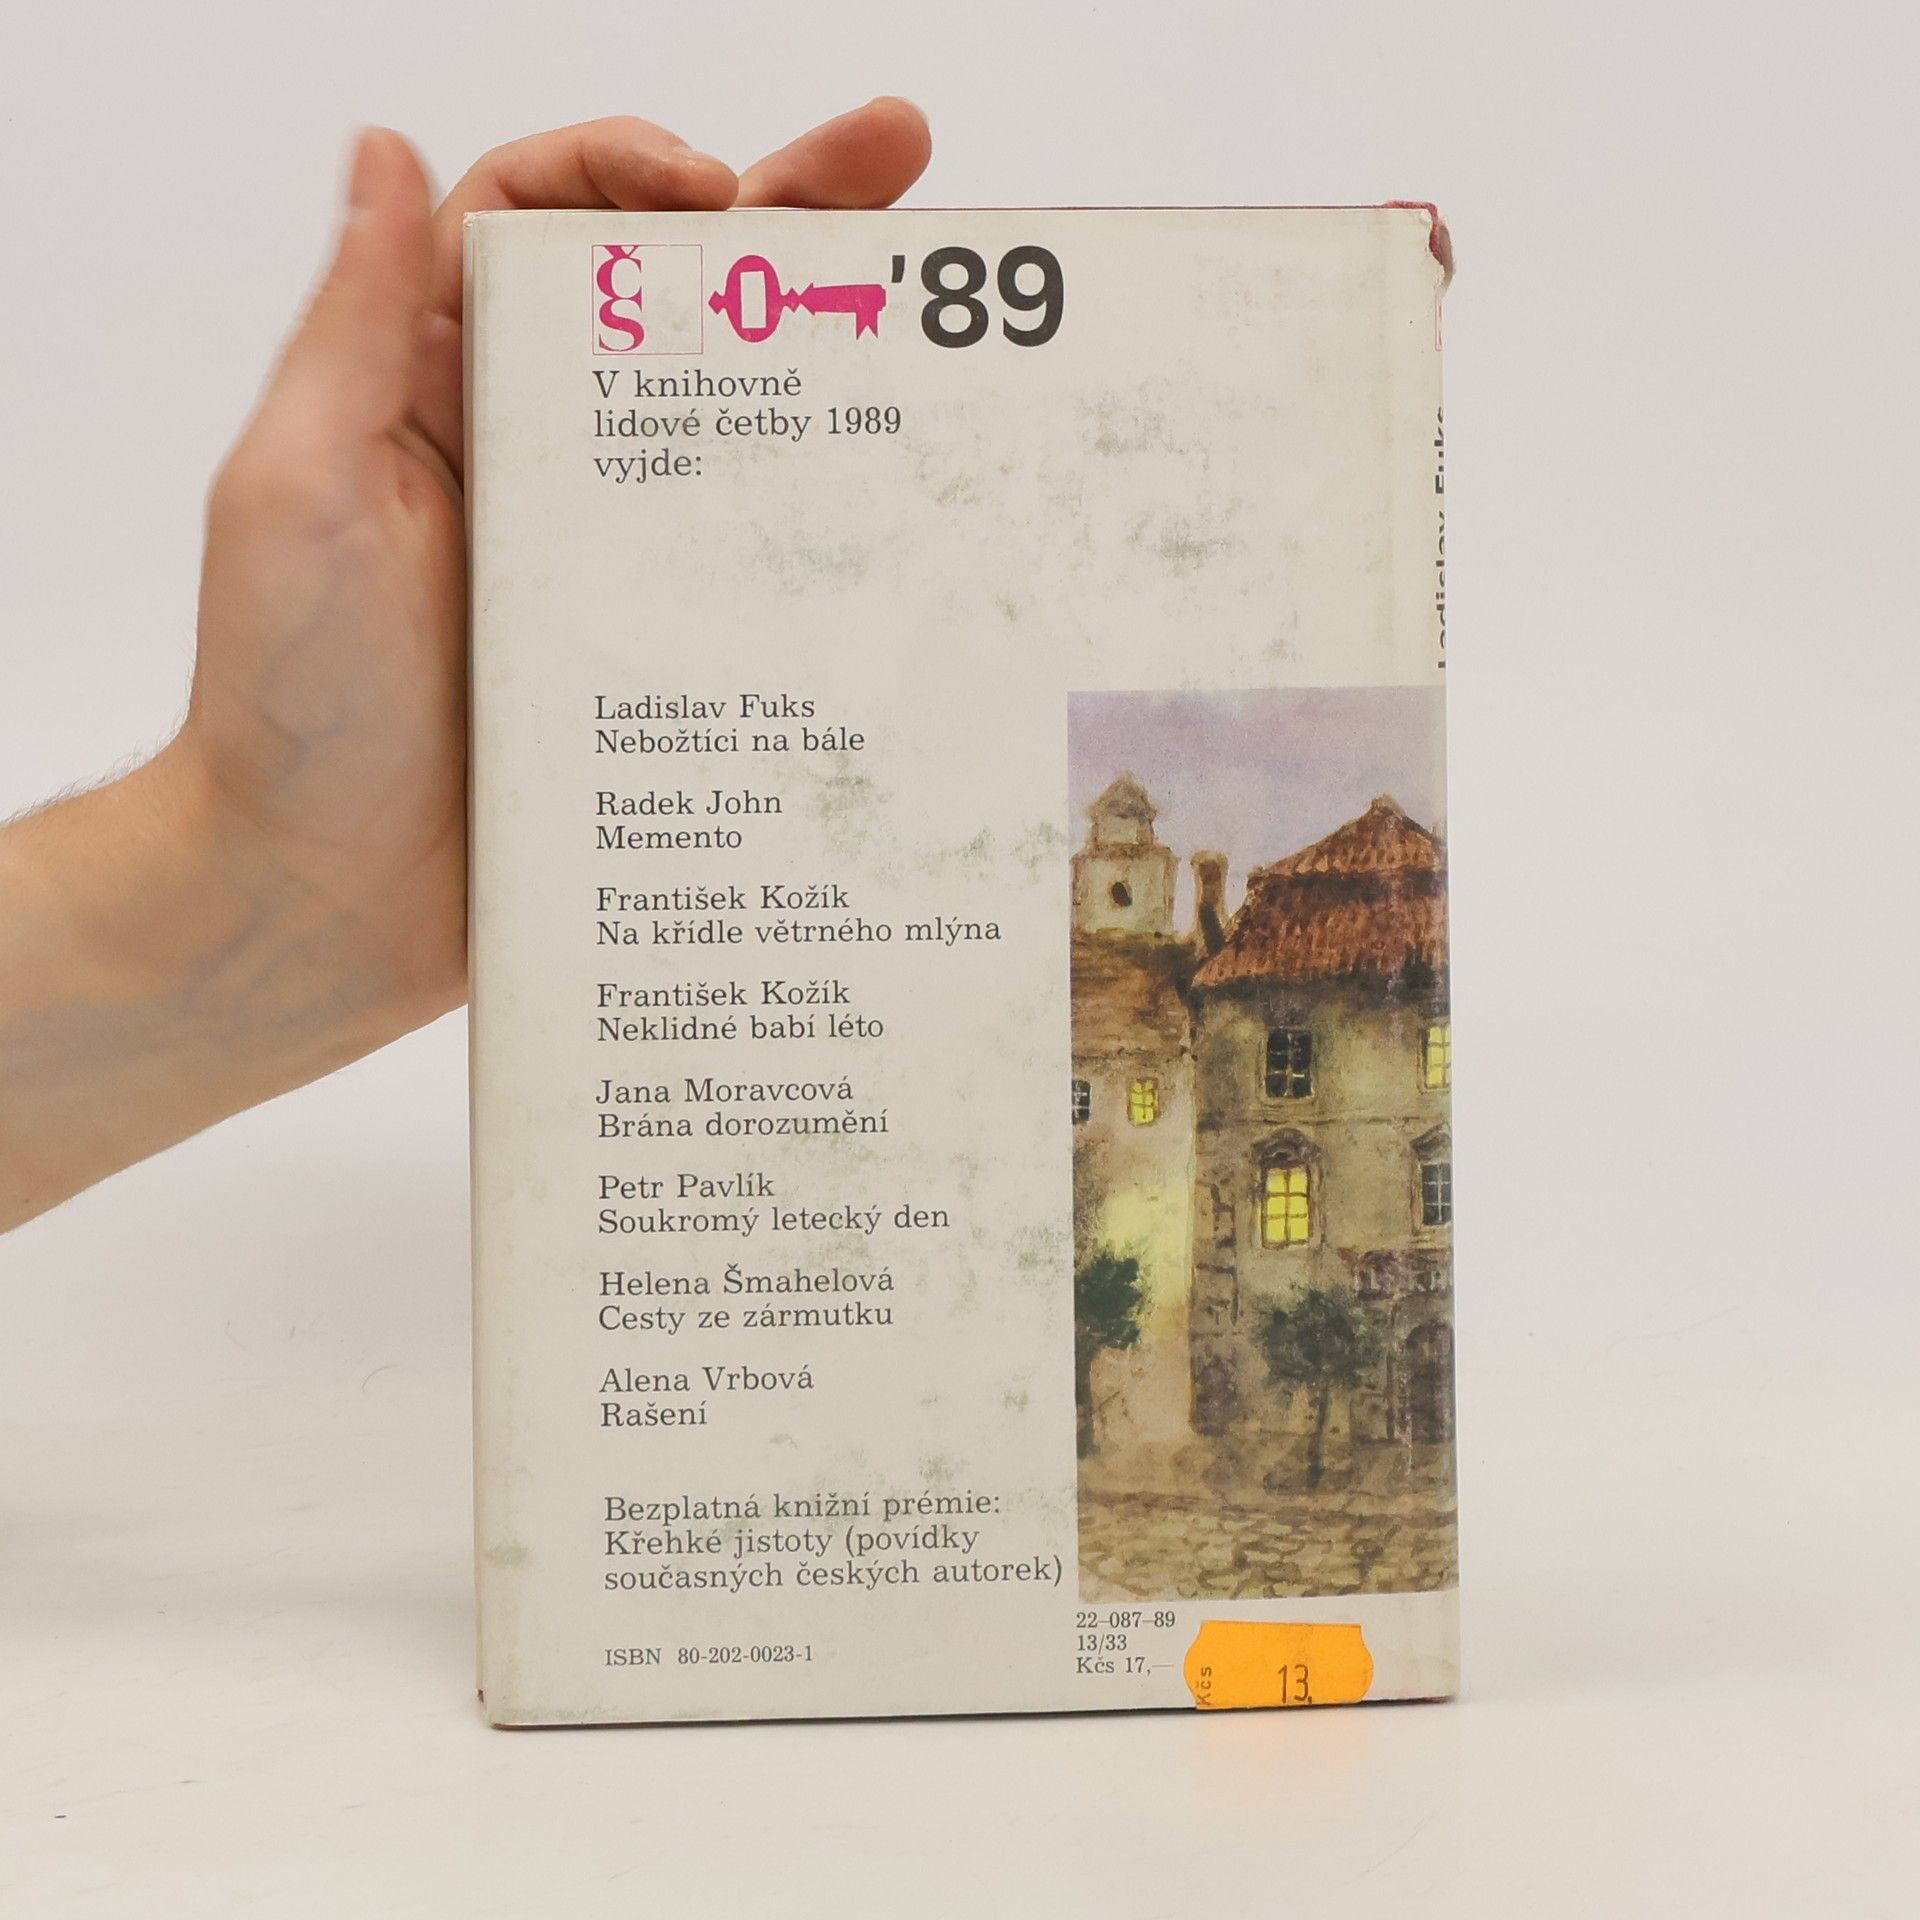 Č
S
'89
V knihovně
lidové četby 1989
vyjde:
Ladislav Fuks
Nebožtíci na bále
Radek John
Memento
František Kožík
Na křídle větrného mlýna
František Kožík
Neklidné babí léto
Jana Moravcová
Brána dorozumění
Petr Pavlík
Soukromý letecký den
Helena Šmahelová
Cesty ze zármutku
Alena Vrbová
Rašení
Bezplatná knižní prémie:
Křehké jistoty (povídky
současných českých autorek)
ISBN 80-202-0023-1
22–087–89
13/33
Kčs 17,—
Kčs 13,
Ladislav Fuks